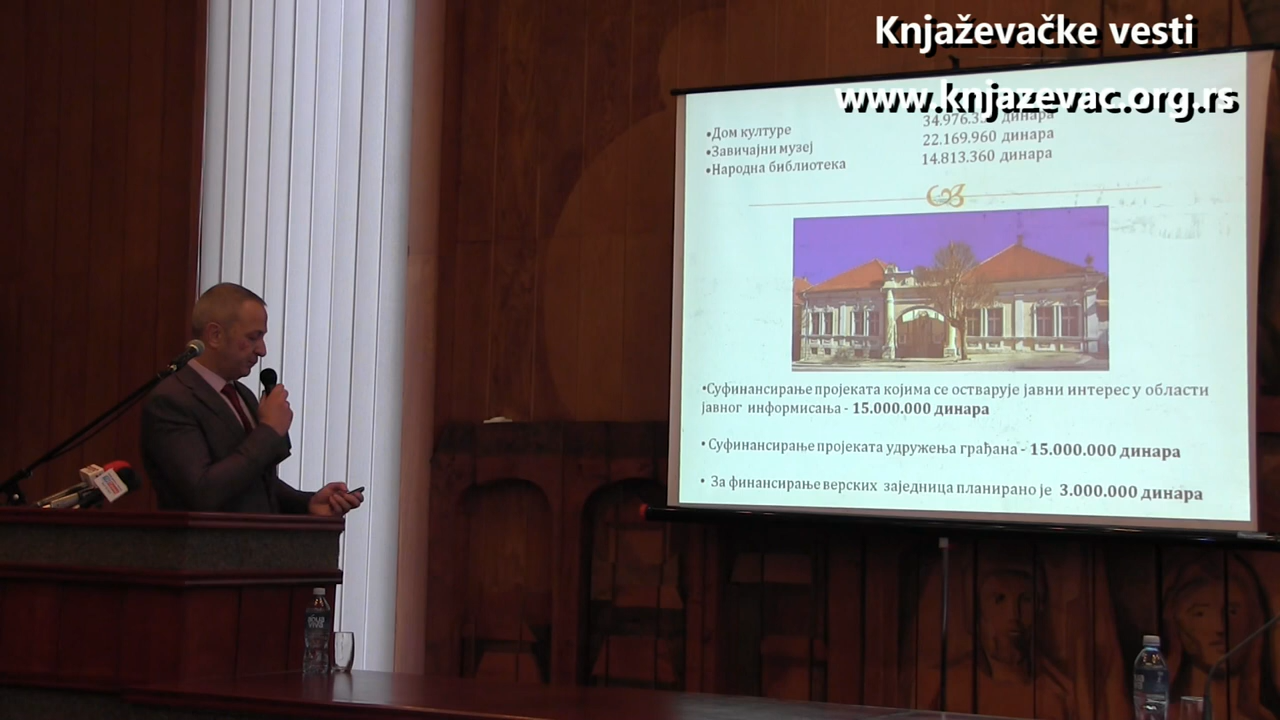 Knjaževačke vesti
www.knjazevac.org.rs
•Дом културе динара
•Завичајни музеј 22.169.960 динара
•Народна библиотека 14.813.360 динара
•Суфинансирање пројеката којима се остварује јавни интерес у области
јавног информисања - 15.000.000 динара
• Суфинансирање пројеката удружења грађана - 15.000.000 динара
• За финансирање верских заједница планирано је 3.000.000 динара